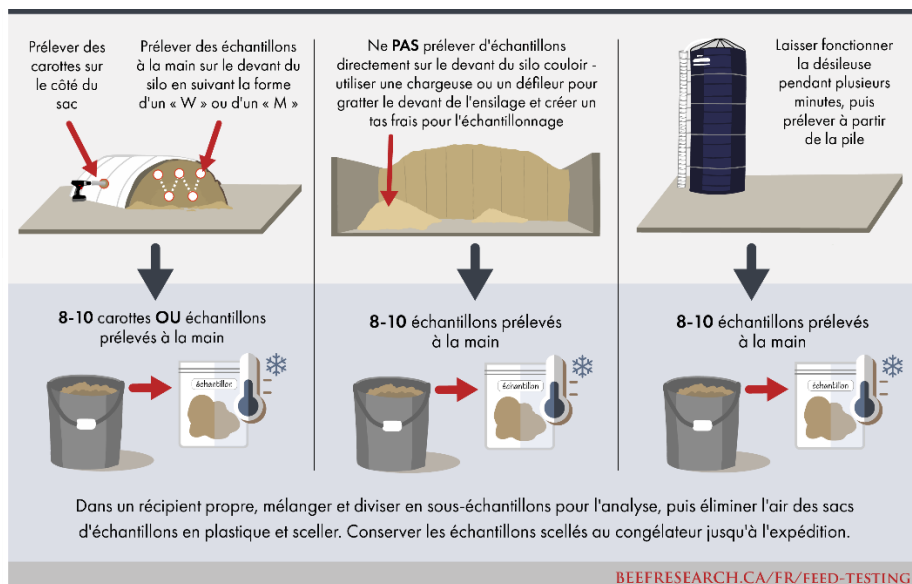 Prélever des
carottes sur
le côté du
sac
Prélever des échantillons
à la main sur le devant du
silo en suivant la forme
d'un « W » ou d'un « M »
Ne PAS prélever d'échantillons
directement sur le devant du silo couloir -
utiliser une chargeuse ou un défileur pour
gratter le devant de l'ensilage et créer un
tas frais pour l'échantillonnage
Laisser fonctionner
la désileuse
pendant plusieurs
minutes, puis
prélever à partir
de la pile
8-10 carottes OU échantillons
prélevés à la main
échantillon
8-10 échantillons prélevés
à la main
échantillon
8-10 échantillons prélevés
à la main
échantillon
Dans un récipient propre, mélanger et diviser en sous-échantillons pour l'analyse, puis éliminer l'air des sacs
d'échantillons en plastique et sceller. Conserver les échantillons scellés au congélateur jusqu'à l'expédition.
BEEFRESEARCH.CA/FR/FEED-TESTING